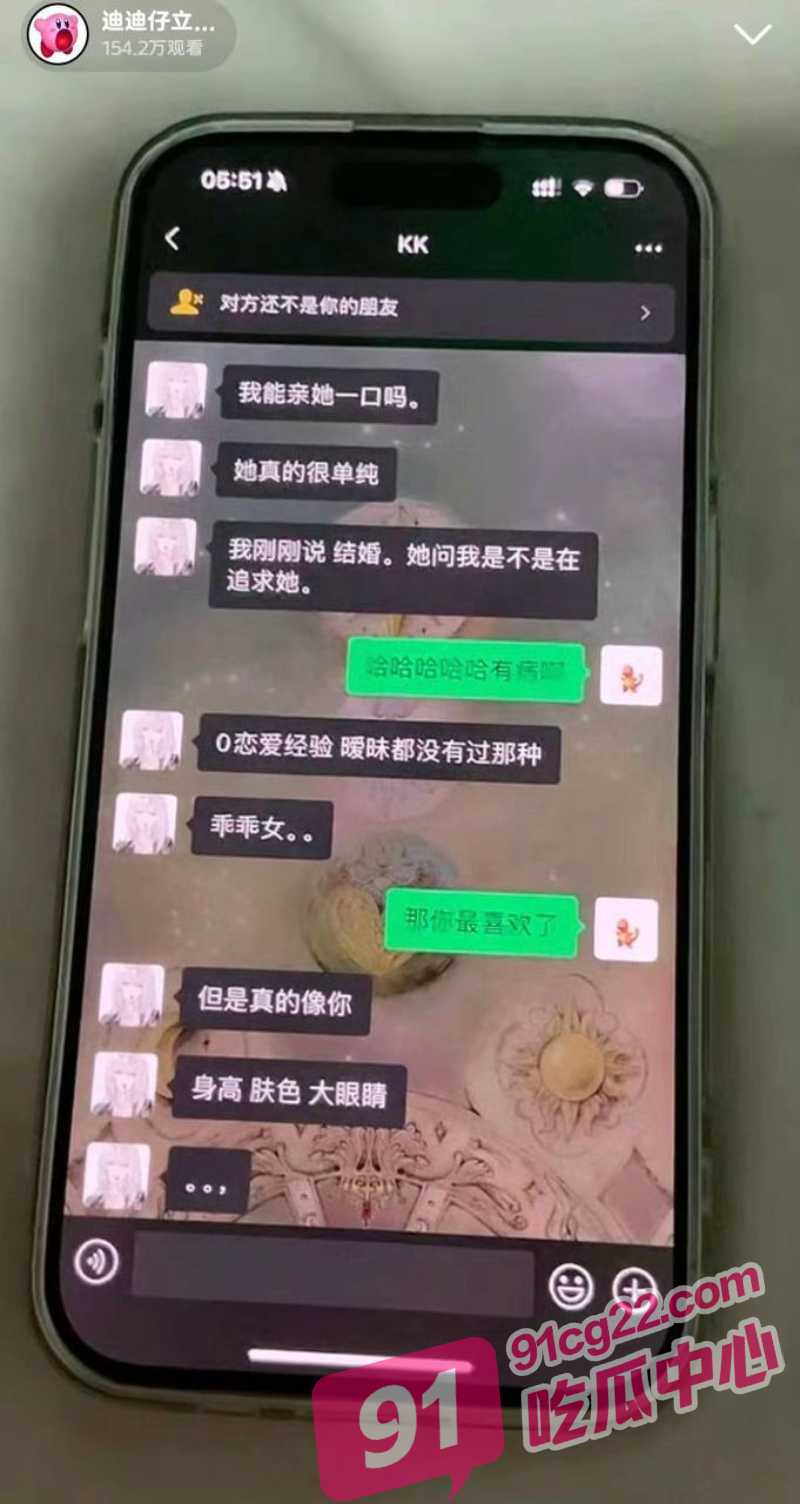 迪迪仔立...
154.2万观看
05:51
KK
对方还不是你的朋友
我能亲她一口吗。
她真的很单纯
我刚刚说 结婚。她问我是不是在
追求她。
哈哈哈哈哈有病啊
0恋爱经验 暧昧都没有过那种
乖乖女。。
那你最喜欢了
但是真的像你
身高 肤色 大眼睛
。。,
91cg22.com
91
吃瓜中心